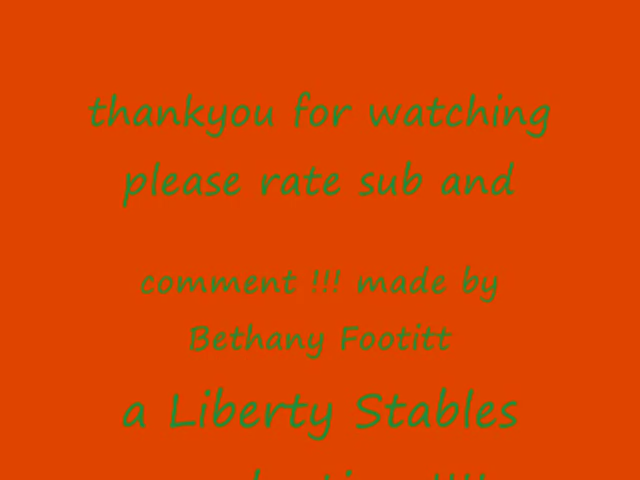 thankyou for watching
please rate sub and
comment !!! made by
Bethany Footitt
a Liberty Stables